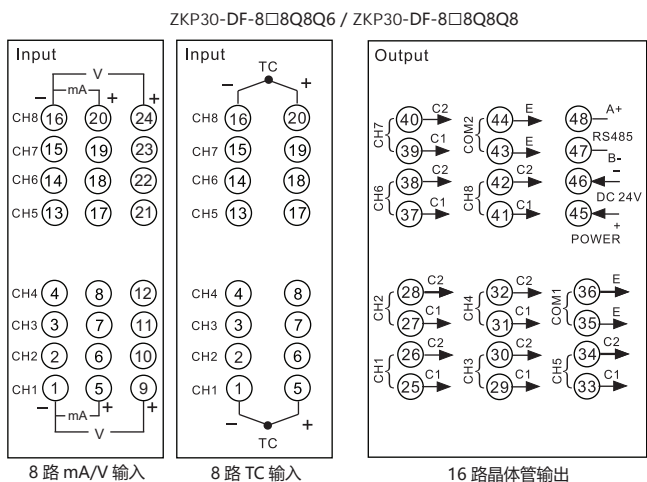 ZKP30-DF-8□8Q8Q6 / ZKP30-DF-8□8Q8Q8
Input
V
mA
− +
CH8 16 20 24
CH7 15 19 23
CH6 14 18 22
CH5 13 17 21
CH4 4 8 12
CH3 3 7 11
CH2 2 6 10
CH1 1 5 9
− mA + +
V
8 路 mA/V 输入
Input
TC
− +
CH8 16 20
CH7 15 19
CH6 14 18
CH5 13 17
CH4 4 8
CH3 3 7
CH2 2 6
CH1 1 5
− +
TC
8 路 TC 输入
Output
CH7 40 C2 COM2 44 E 48 A+
39 C1 43 E 47 RS485
B-
CH6 38 C2 CH8 42 C2 46 −
37 C1 41 C1 45 DC 24V
+
POWER
CH2 28 C2 CH4 32 C2 COM1 36 E
27 C1 31 C1 35 E
CH1 26 C2 CH3 30 C2 CH5 34 C2
25 C1 29 C1 33 C1
16 路晶体管输出